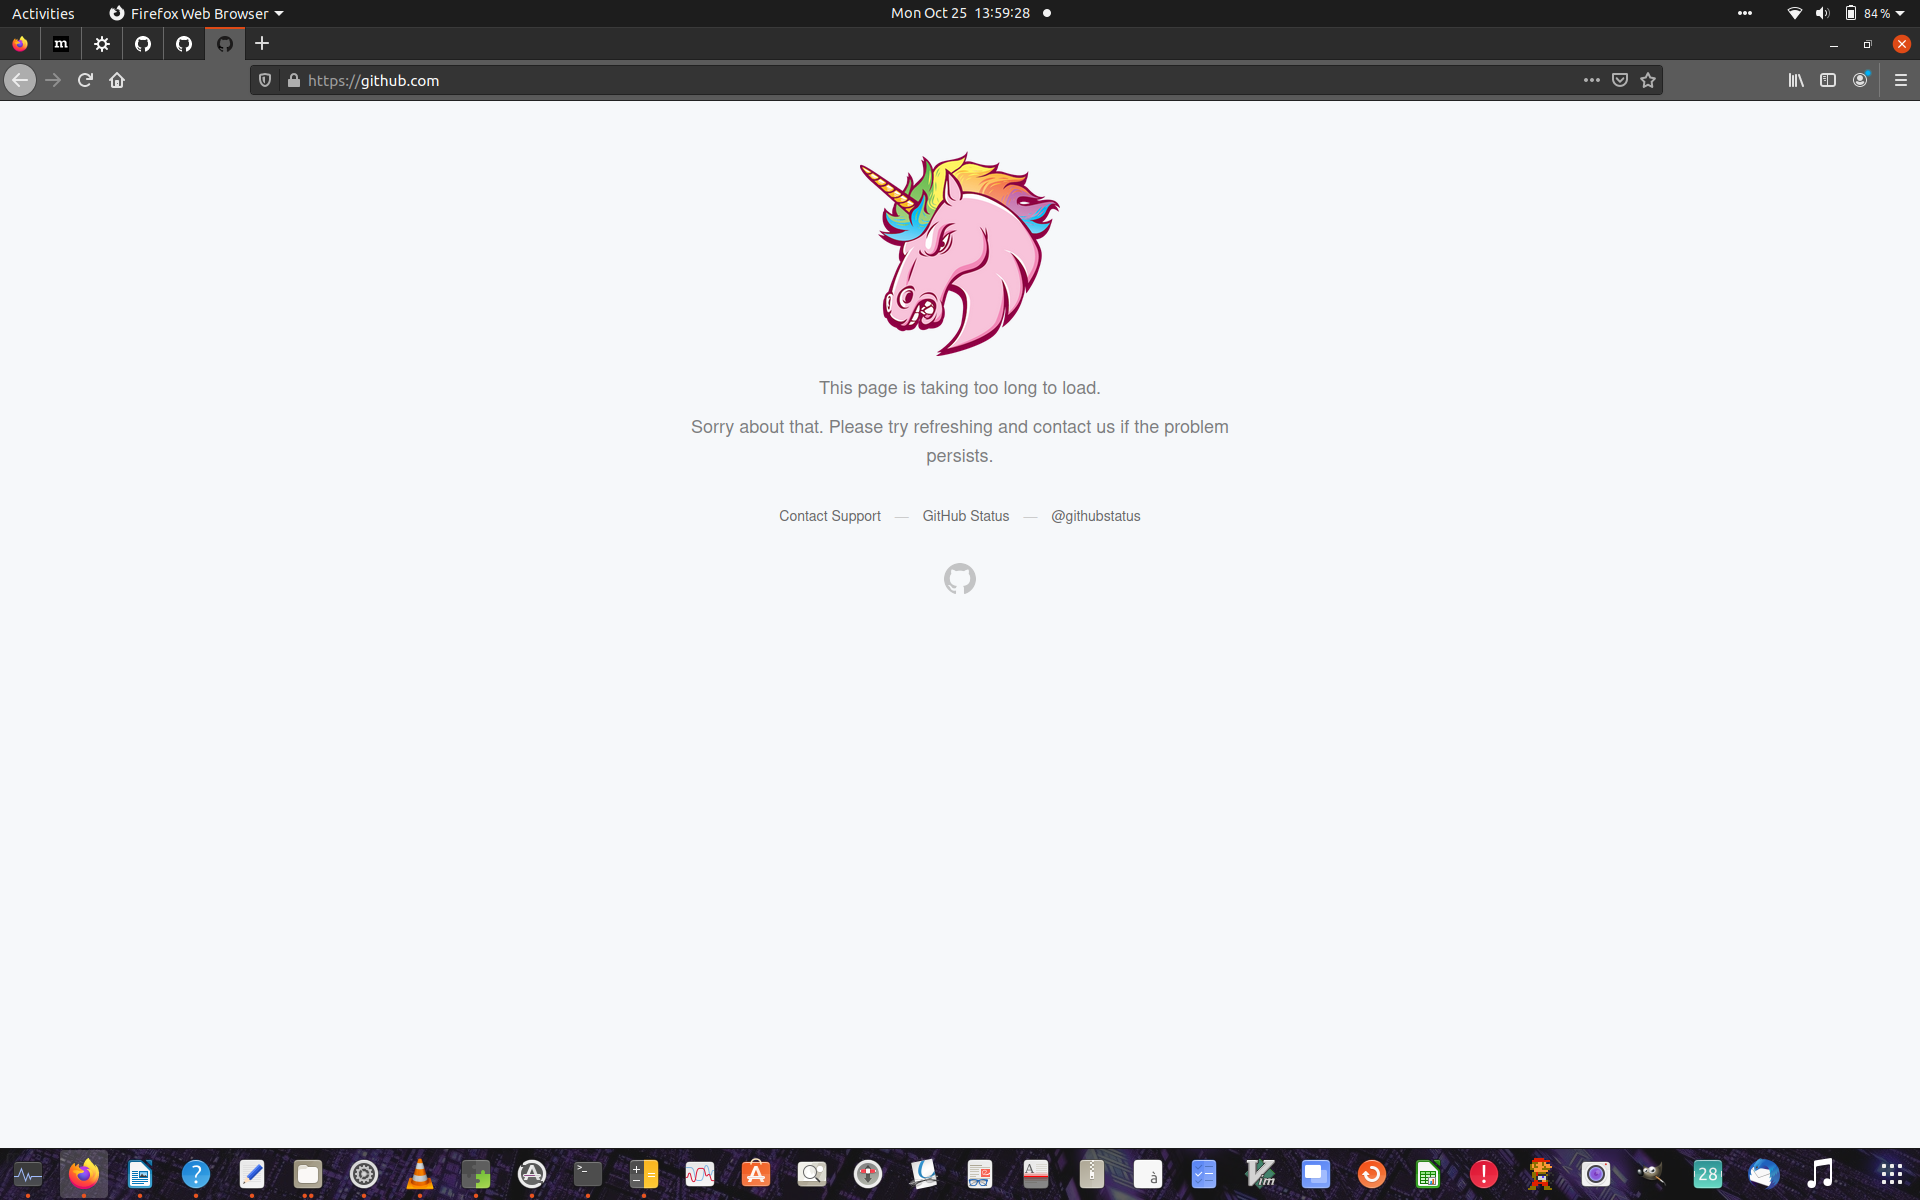 Activities
Firefox Web Browser
Mon Oct 25 13:59:28
84 %
m
https://github.com
This page is taking too long to load.
Sorry about that. Please try refreshing and contact us if the problem
persists.
Contact Support — GitHub Status — @githubstatus
?
>_
A
à
Vim
!
28